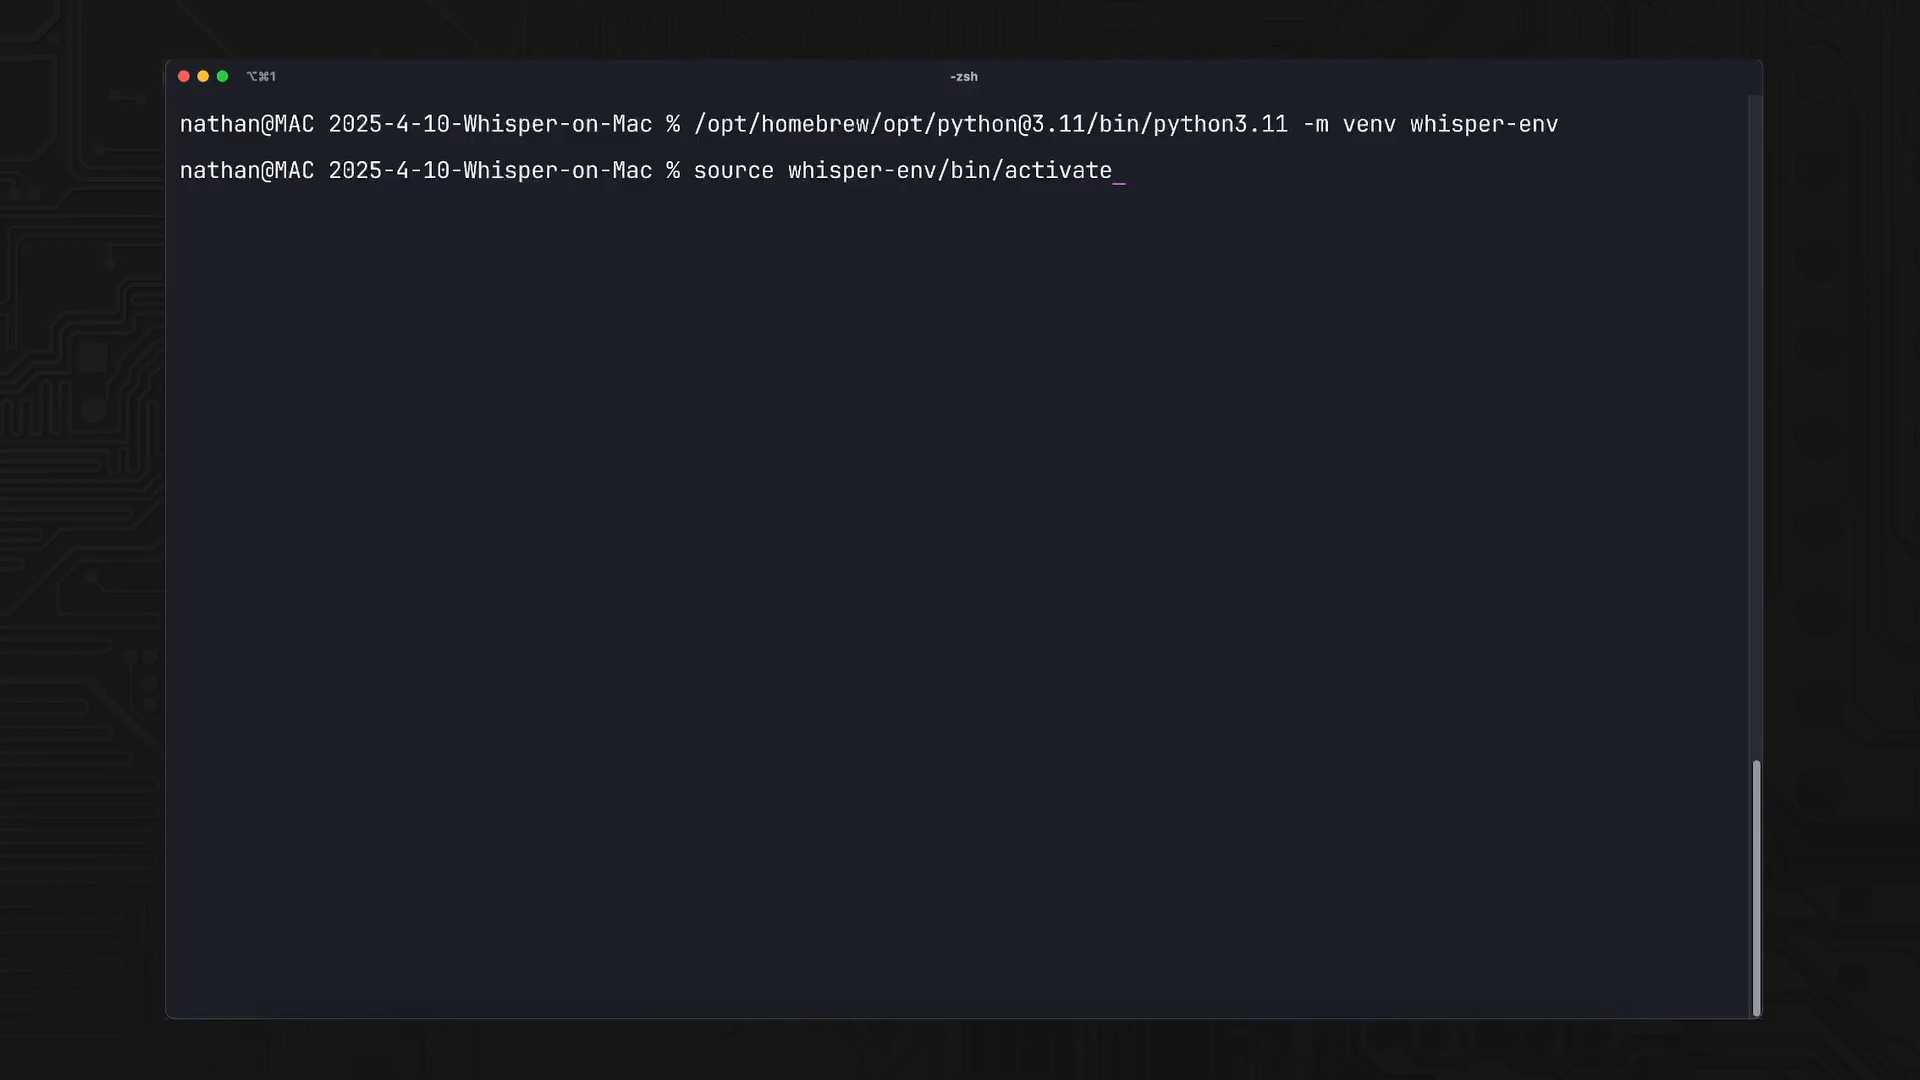 ⌥⌘1
-zsh
nathan@MAC 2025-4-10-Whisper-on-Mac % /opt/homebrew/opt/python@3.11/bin/python3.11 -m venv whisper-env
nathan@MAC 2025-4-10-Whisper-on-Mac % source whisper-env/bin/activate_